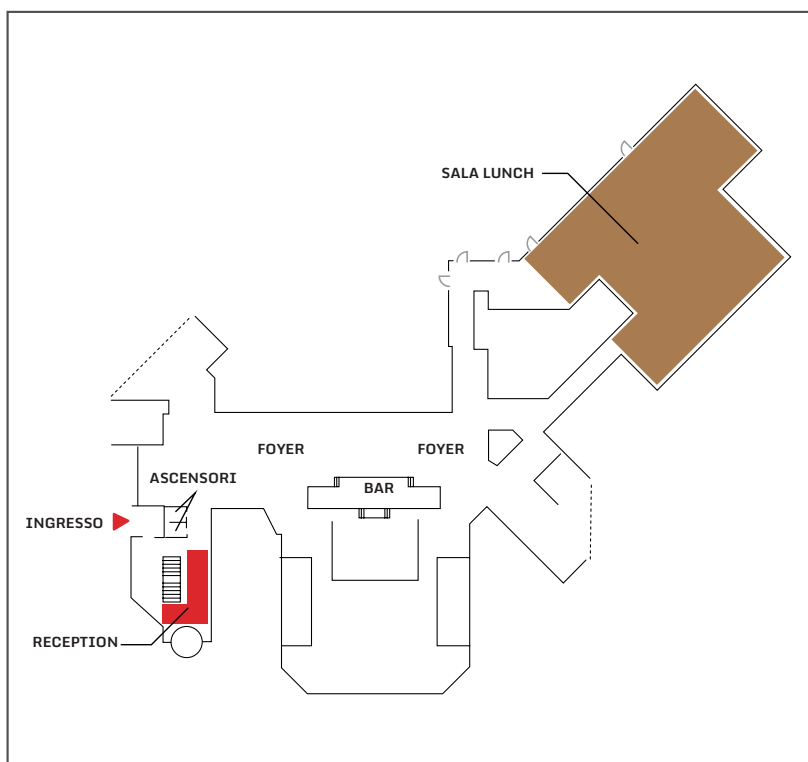 SALA LUNCH
FOYER
FOYER
ASCENSORI
BAR
INGRESSO
RECEPTION